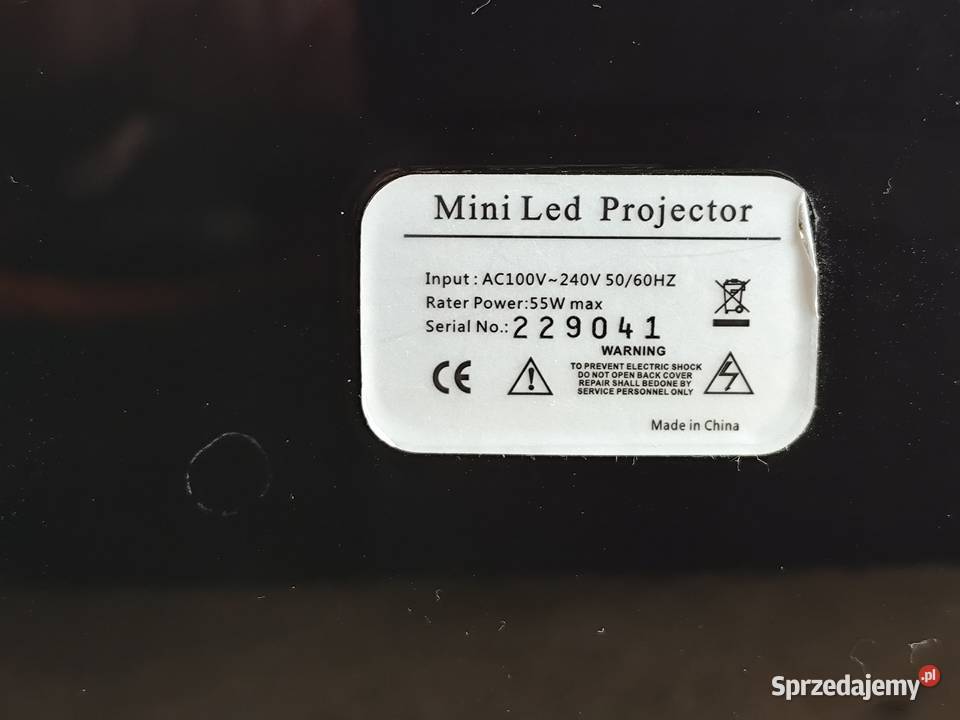 Mini Led Projector
Input : AC100V~240V 50/60HZ
Rater Power:55W max
Serial No.: 229041
WARNING
TO PREVENT ELECTRIC SHOCK
DO NOT OPEN BACK COVER
REPAIR SHALL BEDONE BY
SERVICE PERSONNEL ONLY
CE
Made in China
Sprzedajemy.pl